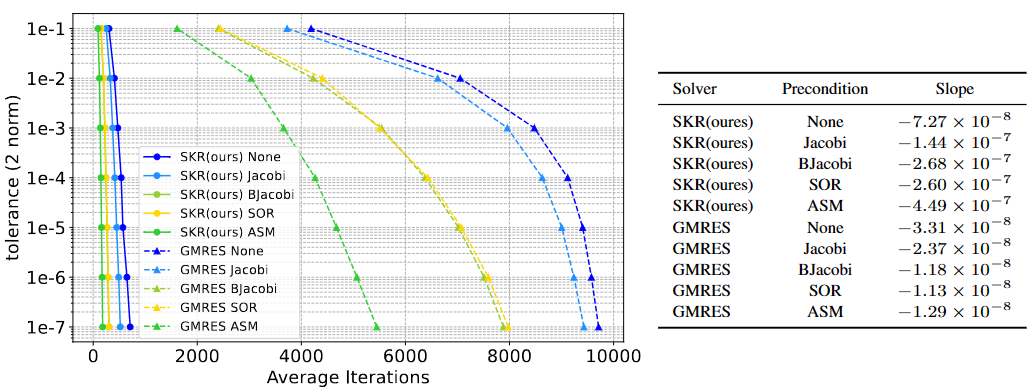 1e-1
1e-2
1e-3
1e-4
1e-5
1e-6
1e-7
tolerance (2 norm)
SKR(ours) None
SKR(ours) Jacobi
SKR(ours) BJacobi
SKR(ours) SOR
SKR(ours) ASM
GMRES None
GMRES Jacobi
GMRES BJacobi
GMRES SOR
GMRES ASM
0 2000 4000 6000 8000 10000
Average Iterations
Solver Precondition Slope
SKR(oures) None −7.27 × 10⁻⁸
SKR(oures) Jacobi −1.44 × 10⁻⁷
SKR(oures) BJacobi −2.68 × 10⁻⁷
SKR(oures) SOR −2.60 × 10⁻⁷
SKR(oures) ASM −4.49 × 10⁻⁷
GMRES None −3.31 × 10⁻⁸
GMRES Jacobi −2.37 × 10⁻⁸
GMRES BJacobi −1.18 × 10⁻⁸
GMRES SOR −1.13 × 10⁻⁸
GMRES ASM −1.29 × 10⁻⁸